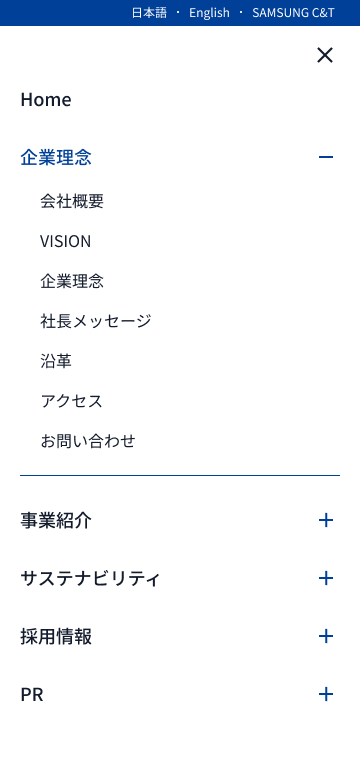 日本語 · English · SAMSUNG C&T
Home
企業理念
会社概要
VISION
企業理念
社長メッセージ
沿革
アクセス
お問い合わせ
事業紹介
サステナビリティ
採用情報
PR